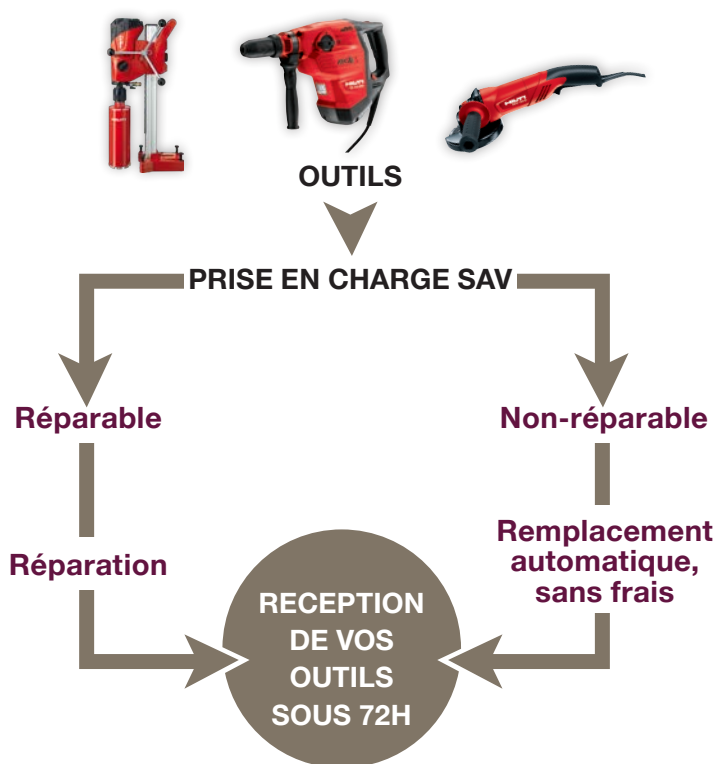 HILTI
OUTILS
PRISE EN CHARGE SAV
Réparable
Non-réparable
Réparation
Remplacement
automatique,
sans frais
RECEPTION
DE VOS
OUTILS
SOUS 72H